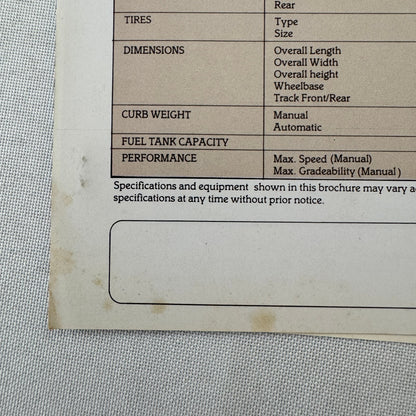 Rear
TIRES Type
Size
DIMENSIONS Overall Length
Overall Width
Overall height
Wheelbase
Track Front/Rear
CURB WEIGHT Manual
Automatic
FUEL TANK CAPACITY
PERFORMANCE Max. Speed (Manual)
Max. Gradeability (Manual)
Specifications and equipment shown in this brochure may vary
specifications at any time without prior notice.